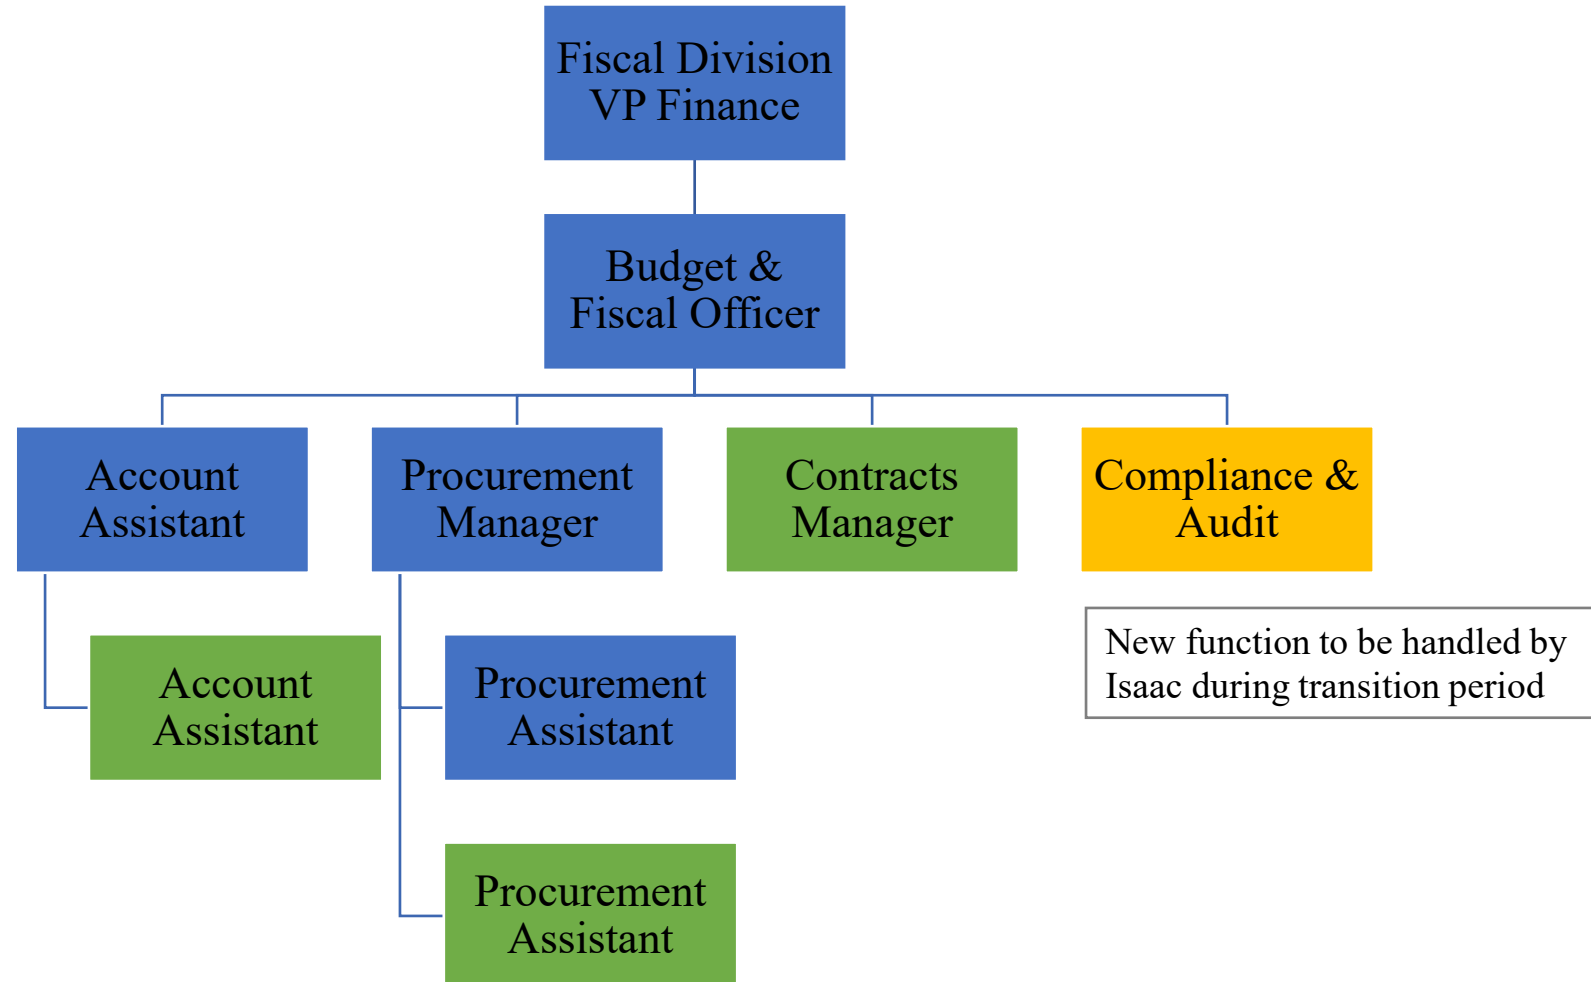 Fiscal Division
VP Finance
Budget &
Fiscal Officer
Account
Assistant
Procurement
Manager
Contracts
Manager
Compliance &
Audit
New function to be handled by
Isaac during transition period
Account
Assistant
Procurement
Assistant
Procurement
Assistant